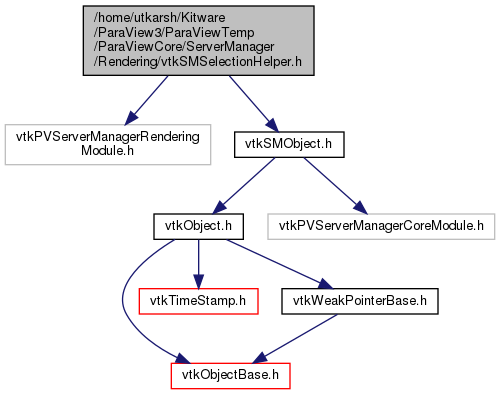 /home/utkarsh/Kitware
/ParaView3/ParaViewTemp
/ParaViewCore/ServerManager
/Rendering/vtkSMSelectionHelper.h
vtkPVServerManagerRendering
Module.h
vtkSMObject.h
vtkObject.h
vtkPVServerManagerCoreModule.h
vtkTimeStamp.h
vtkWeakPointerBase.h
vtkObjectBase.h